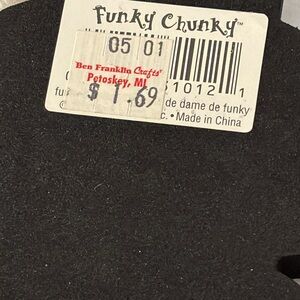 Funky Chunky™
05 01
Ben Franklin Crafts
Petoskey, MI
$ 1.69
1012 1
de dame de funky
c. • Made in China